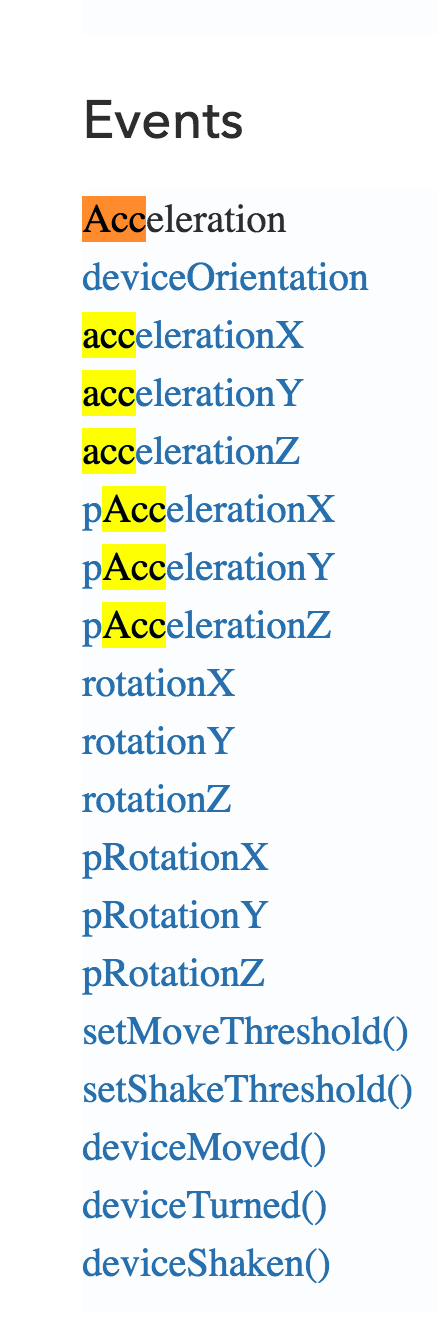 Events
Acceleration
deviceOrientation
accelerationX
accelerationY
accelerationZ
pAccelerationX
pAccelerationY
pAccelerationZ
rotationX
rotationY
rotationZ
pRotationX
pRotationY
pRotationZ
setMoveThreshold()
setShakeThreshold()
deviceMoved()
deviceTurned()
deviceShaken()